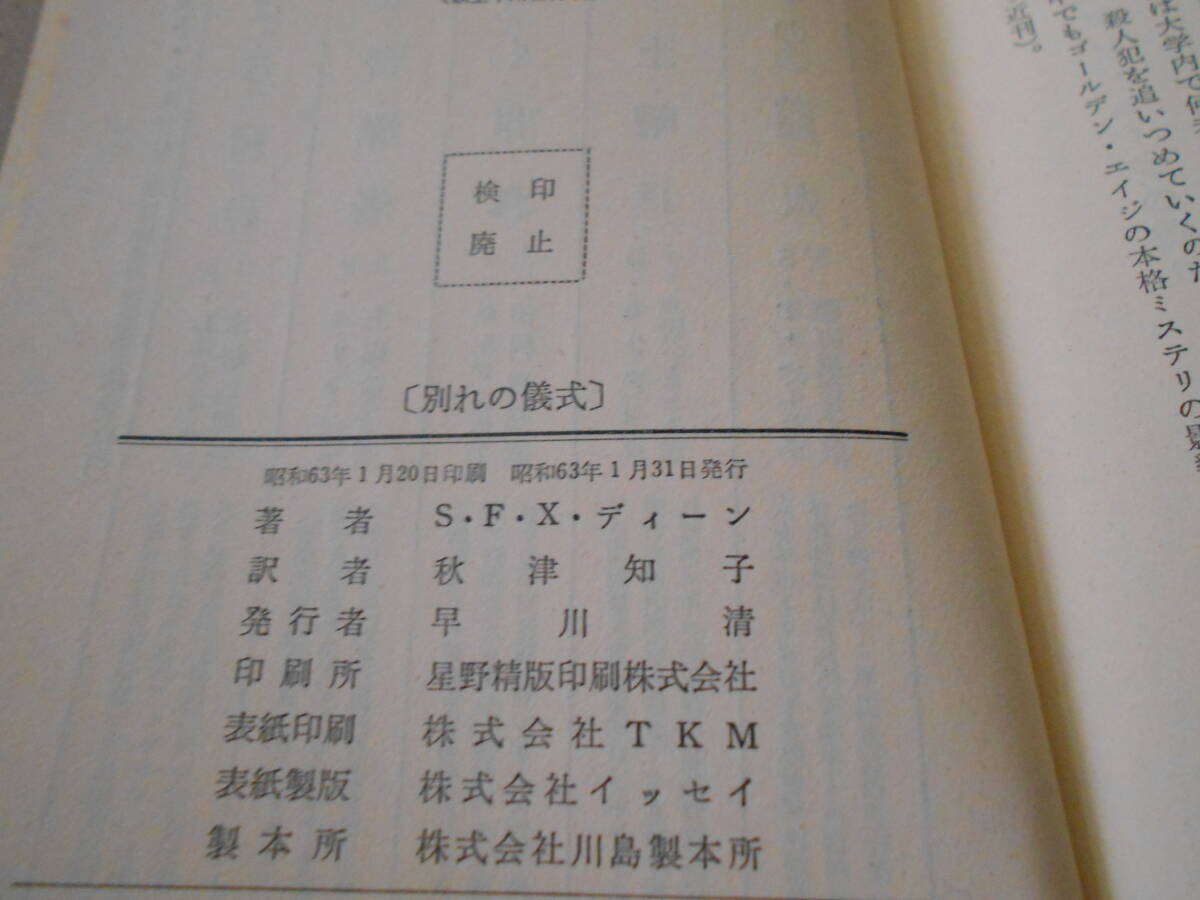 は大学内で
殺人犯を追いつめていくのだ
でもゴールデン・エイジの本格ミステリの
近刊)。
検印
廃止
〔別れの儀式〕
昭和63年1月20日印刷 昭和63年1月31日発行
著者 S・F・X・ディーン
訳者 秋津知子
発行者 早川清
印刷所 星野精版印刷株式会社
表紙印刷 株式会社TKM
表紙製版 株式会社イッセイ
製本所 株式会社川島製本所